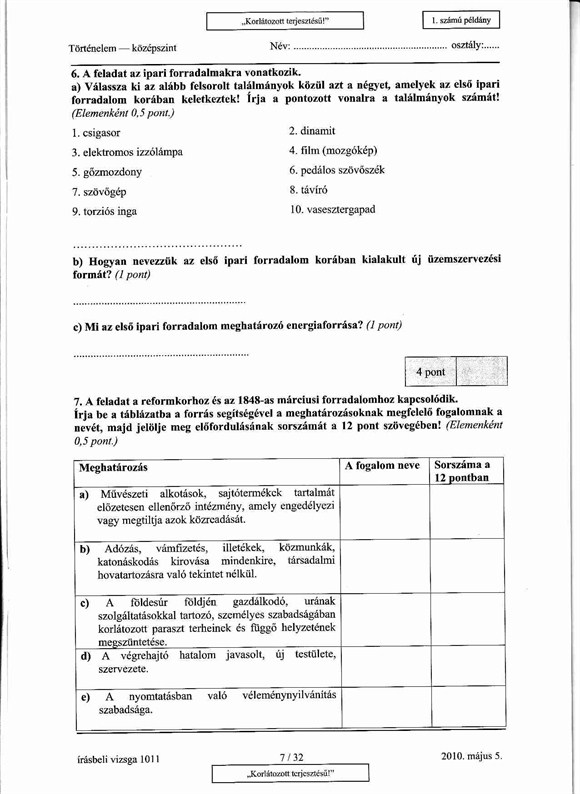 „Korlátozott terjesztésű!”
1. számú példány
Történelem — középszint
Név: ........................................................ osztály:......
6. A feladat az ipari forradalmakra vonatkozik.
a) Válassza ki az alább felsorolt találmányok közül azt a négyet, amelyek az első ipari
forradalom korában keletkeztek! Írja a pontozott vonalra a találmányok számát!
(Elemenként 0,5 pont.)
1. csigasor
2. dinamit
3. elektromos izzólámpa
4. film (mozgókép)
5. gőzmozdony
6. pedálos szövőszék
7. szövőgép
8. távíró
9. torziós inga
10. vasesztergapad
............................................
b) Hogyan nevezzük az első ipari forradalom korában kialakult új üzemszervezési
formát? (1 pont)
............................................
c) Mi az első ipari forradalom meghatározó energiaforrása? (1 pont)
............................................
4 pont
7. A feladat a reformkorhoz és az 1848-as márciusi forradalomhoz kapcsolódik.
Írja be a táblázatba a forrás segítségével a meghatározásoknak megfelelő fogalomnak a
nevét, majd jelölje meg előfordulásának sorszámát a 12 pont szövegében! (Elemenként
0,5 pont.)
Meghatározás
A fogalom neve
Sorszáma a
12 pontban
a) Művészeti alkotások, sajtótermékek tartalmát
előzetesen ellenőrző intézmény, amely engedélyezi
vagy megtiltja azok közreadását.
b) Adózás, vámfizetés, illetékek, közmunkák,
katonáskodás kirovása mindenkire, társadalmi
hovatartozásra való tekintet nélkül.
c) A földesúr földjén gazdálkodó, urának
szolgáltatásokkal tartozó, személyes szabadságában
korlátozott paraszt terheinek és függő helyzetének
megszüntetése.
d) A végrehajtó hatalom javasolt, új testülete,
szervezete.
e) A nyomtatásban való véleménynyilvánítás
szabadsága.
írásbeli vizsga 1011
7 / 32
2010. május 5.
„Korlátozott terjesztésű!”